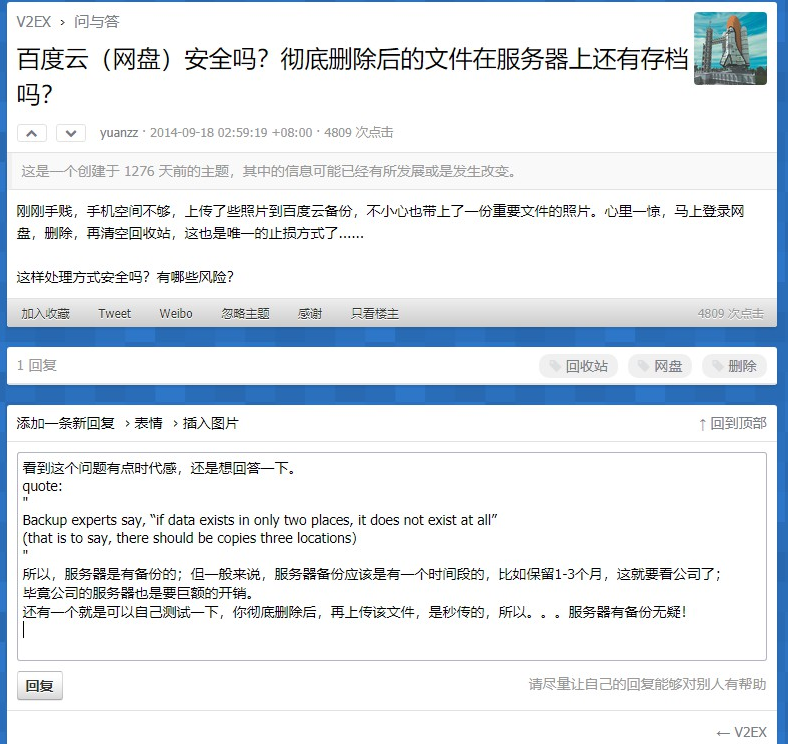 V2EX › 问与答
百度云（网盘）安全吗？彻底删除后的文件在服务器上还有存档
吗？
yuanzz · 2014-09-18 02:59:19 +08:00 · 4809 次点击
这是一个创建于 1276 天前的主题，其中的信息可能已经有所发展或是发生改变。
刚刚手贱，手机空间不够，上传了些照片到百度云备份，不小心也带上了一份重要文件的照片。心里一惊，马上登录网
盘，删除，再清空回收站，这也是唯一的止损方式了......
这样处理方式安全吗？有哪些风险？
加入收藏 Tweet Weibo 忽略主题 感谢 只看楼主 4809 次点击
1 回复 回收站 网盘 删除
添加一条新回复 › 表情 › 插入图片 ↑ 回到顶部
看到这个问题有点时代感，还是想回答一下。
quote:
"
Backup experts say, “if data exists in only two places, it does not exist at all”
(that is to say, there should be copies three locations)
"
所以，服务器是有备份的；但一般来说，服务器备份应该是有一个时间段的，比如保留1-3个月，这就要看公司了；
毕竟公司的服务器也是要巨额的开销。
还有一个就是可以自己测试一下，你彻底删除后，再上传该文件，是秒传的，所以。。。服务器有备份无疑！
回复 请尽量让自己的回复能够对别人有帮助
← V2EX